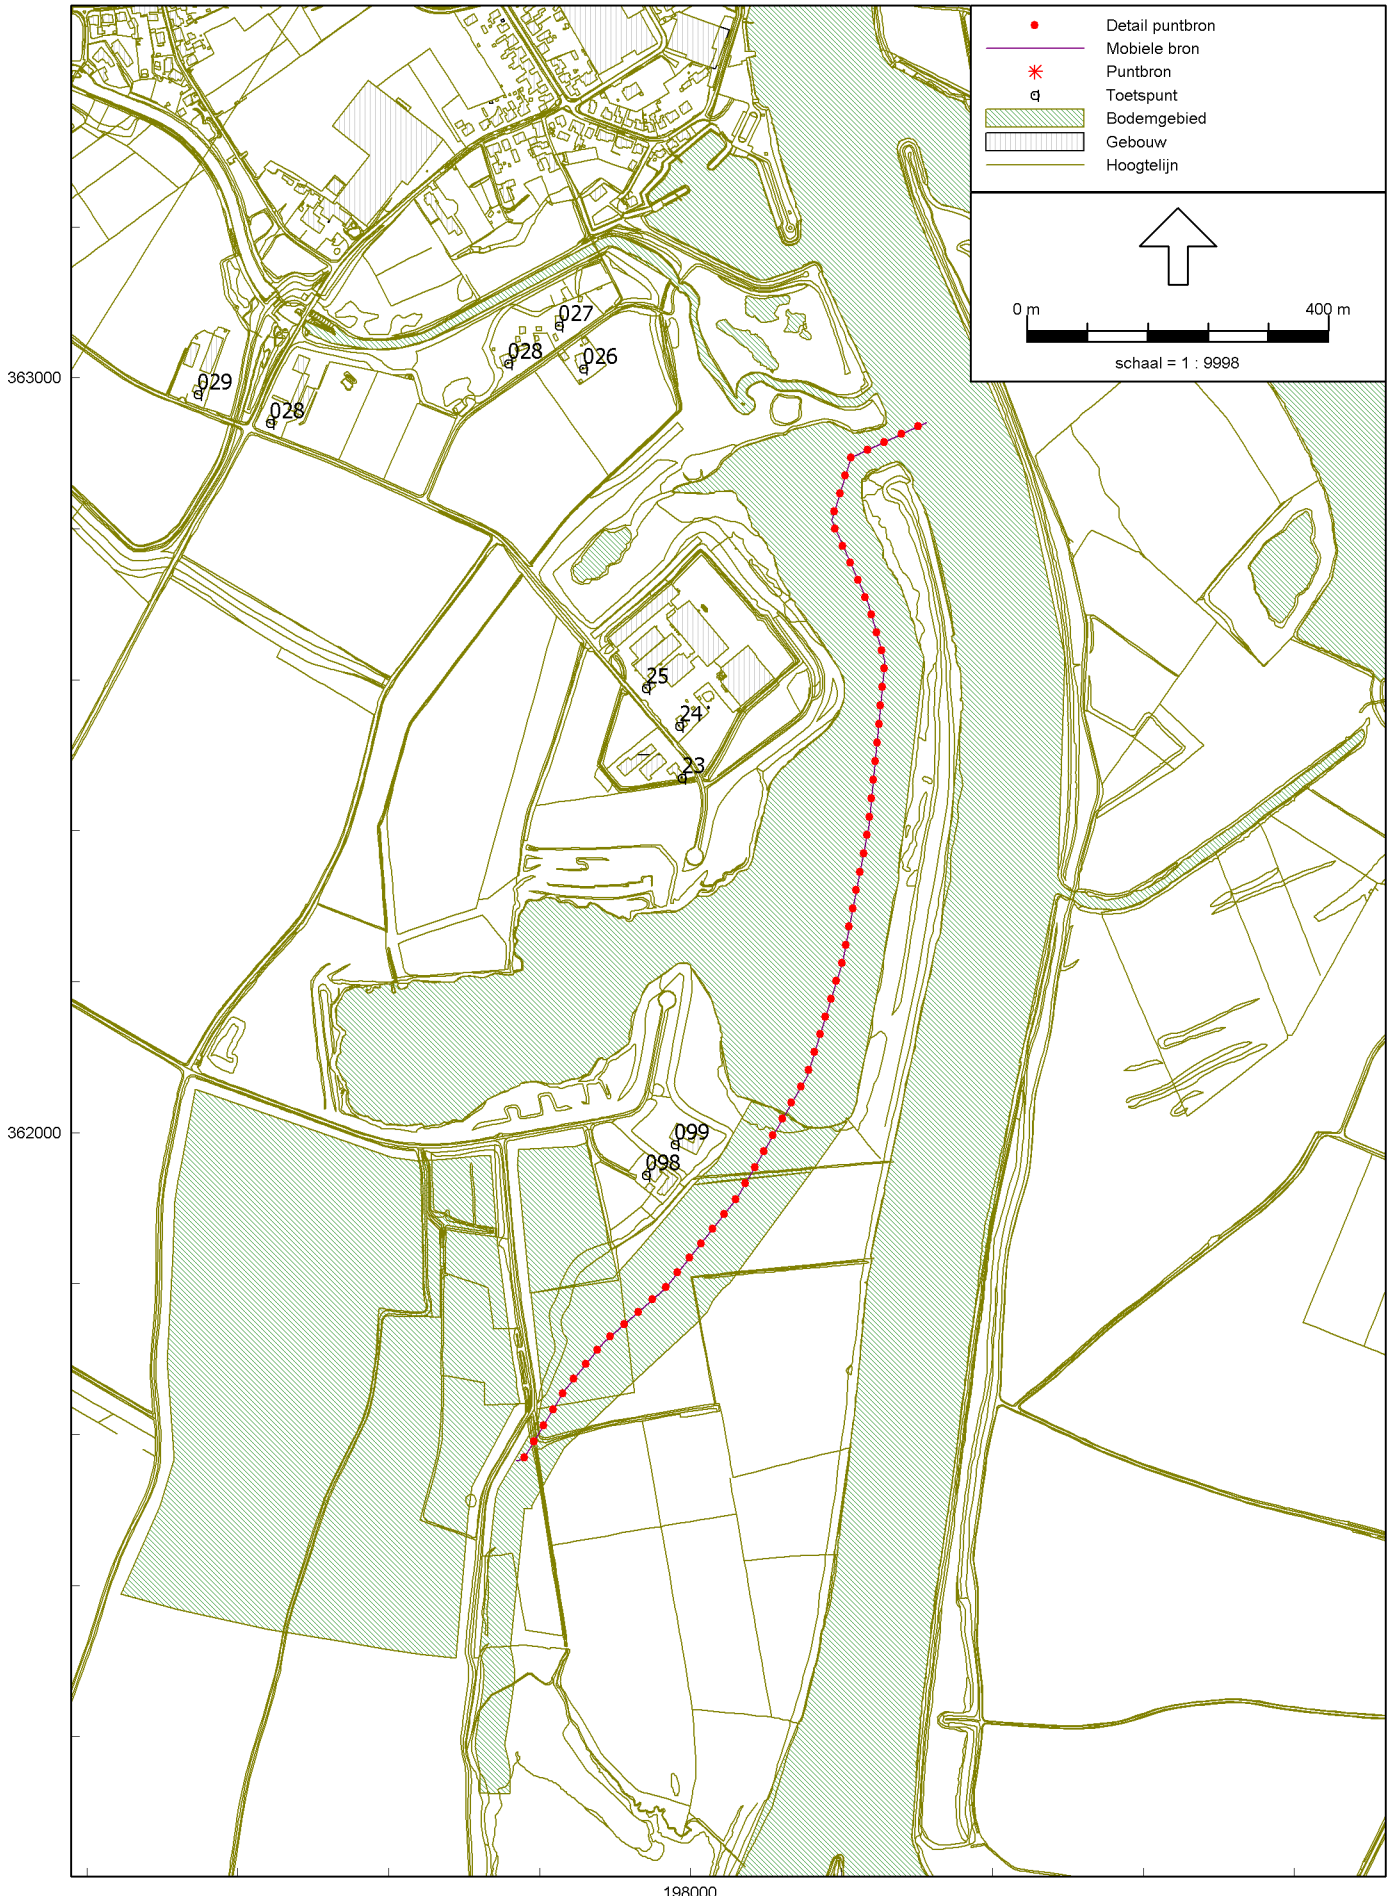 Detail puntbron
Mobiele bron
Puntbron
Toetspunt
Bodemgebied
Gebouw
Hoogtelijn
0 m 400 m
schaal = 1 : 9998
027
028
026
363000
029
028
25
24
23
362000
099
098
198000